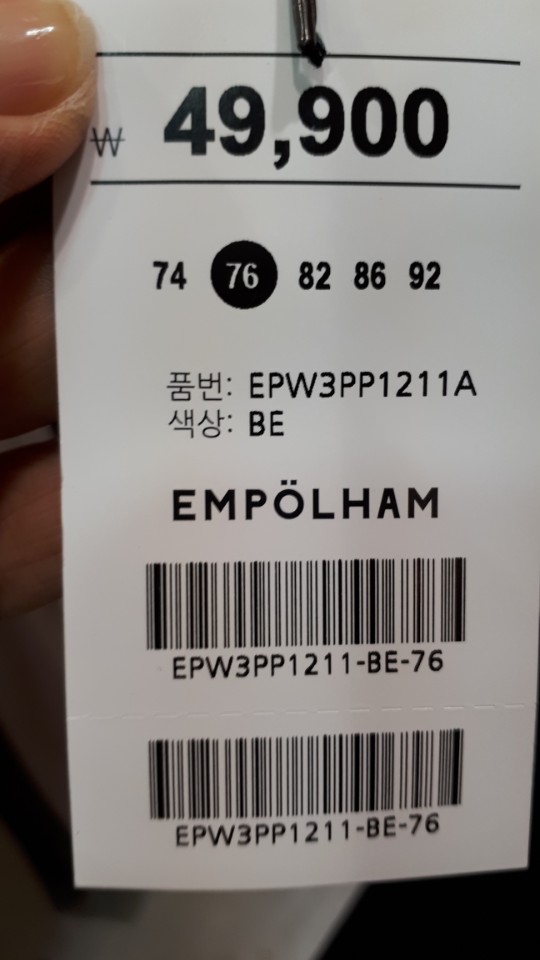 ₩ 49,900
74 76 82 86 92
품번: EPW3PP1211A
색상: BE
EMPÖLHAM
EPW3PP1211-BE-76
EPW3PP1211-BE-76